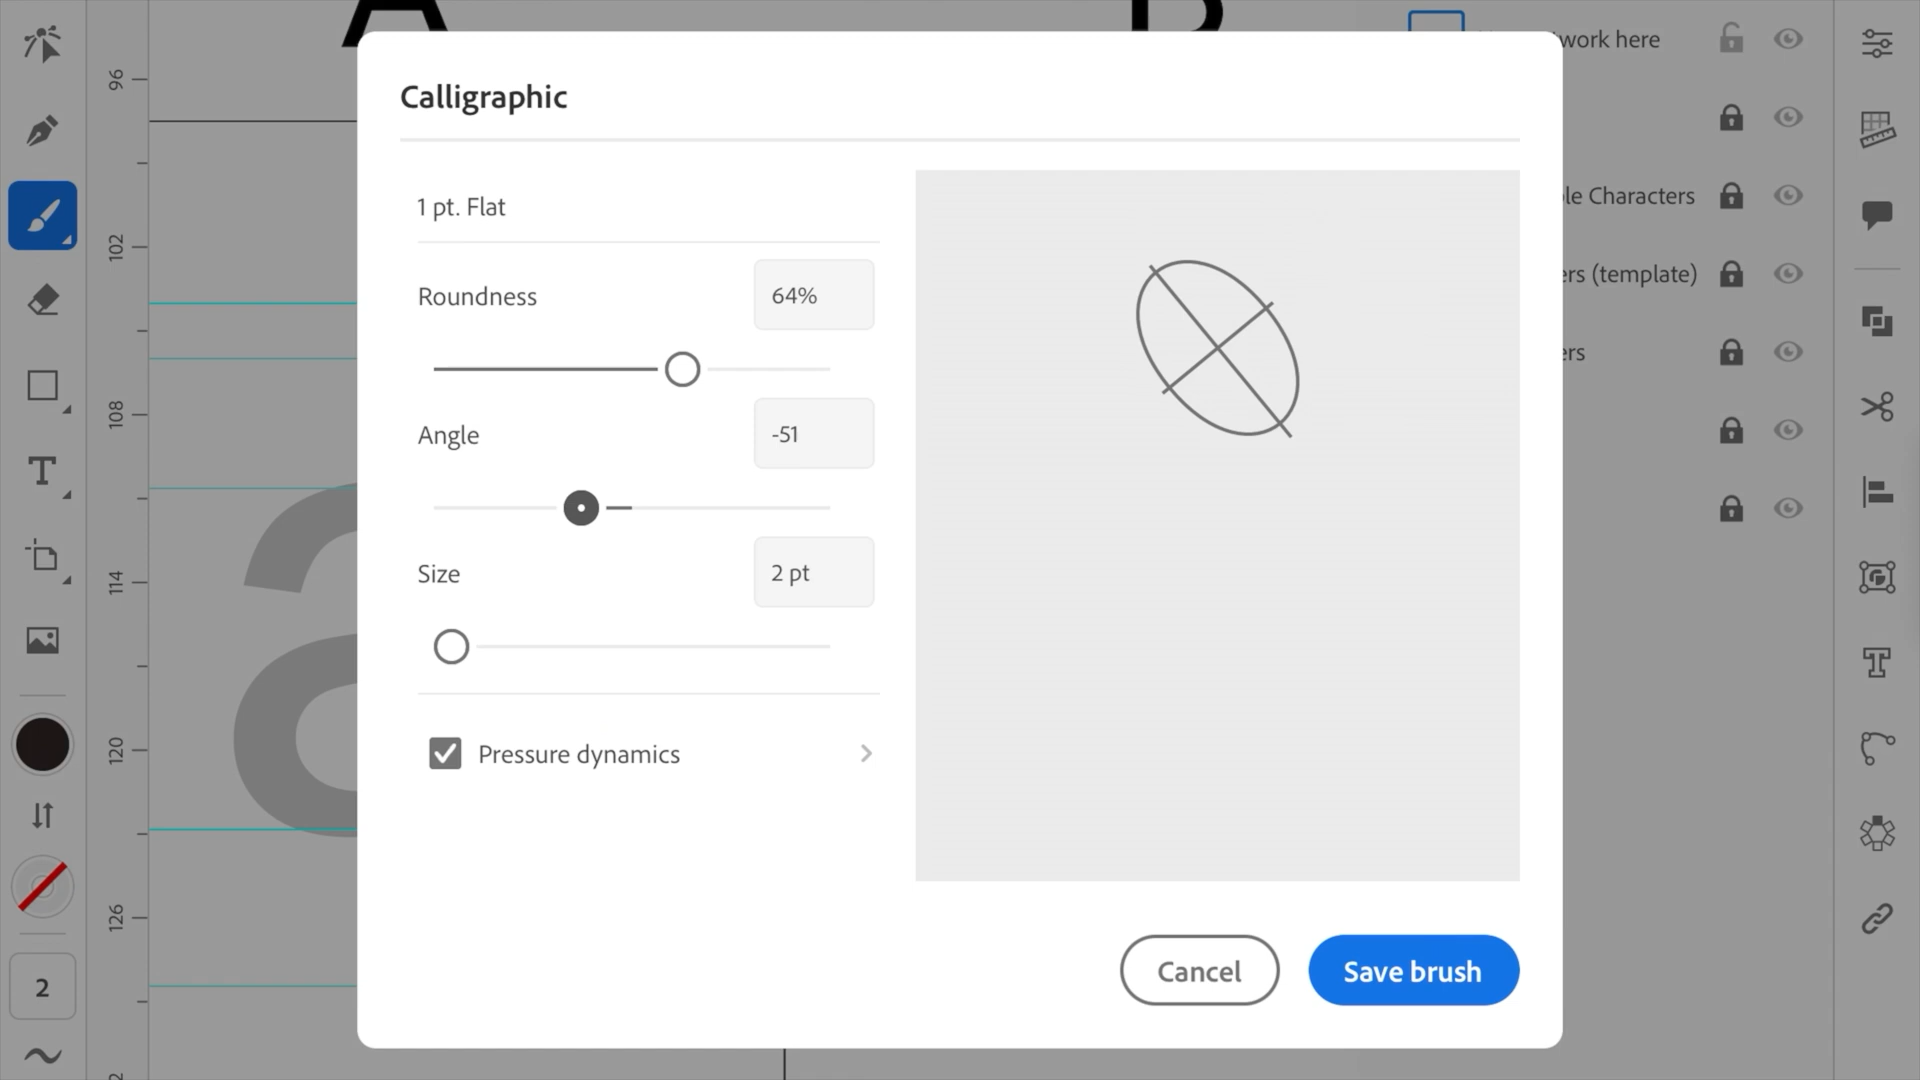 A
B
work here
96
Calligraphic
1 pt. Flat
le Characters
102
Roundness
64%
ers (template)
ers
108
Angle
-51
T
a
114
Size
2 pt
120
Pressure dynamics
126
2
Cancel
Save brush